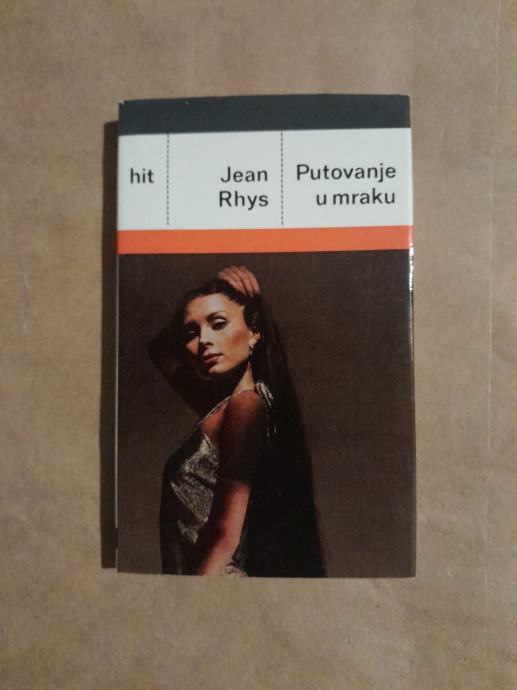 hit
Jean
Rhys
Putovanje
u mraku